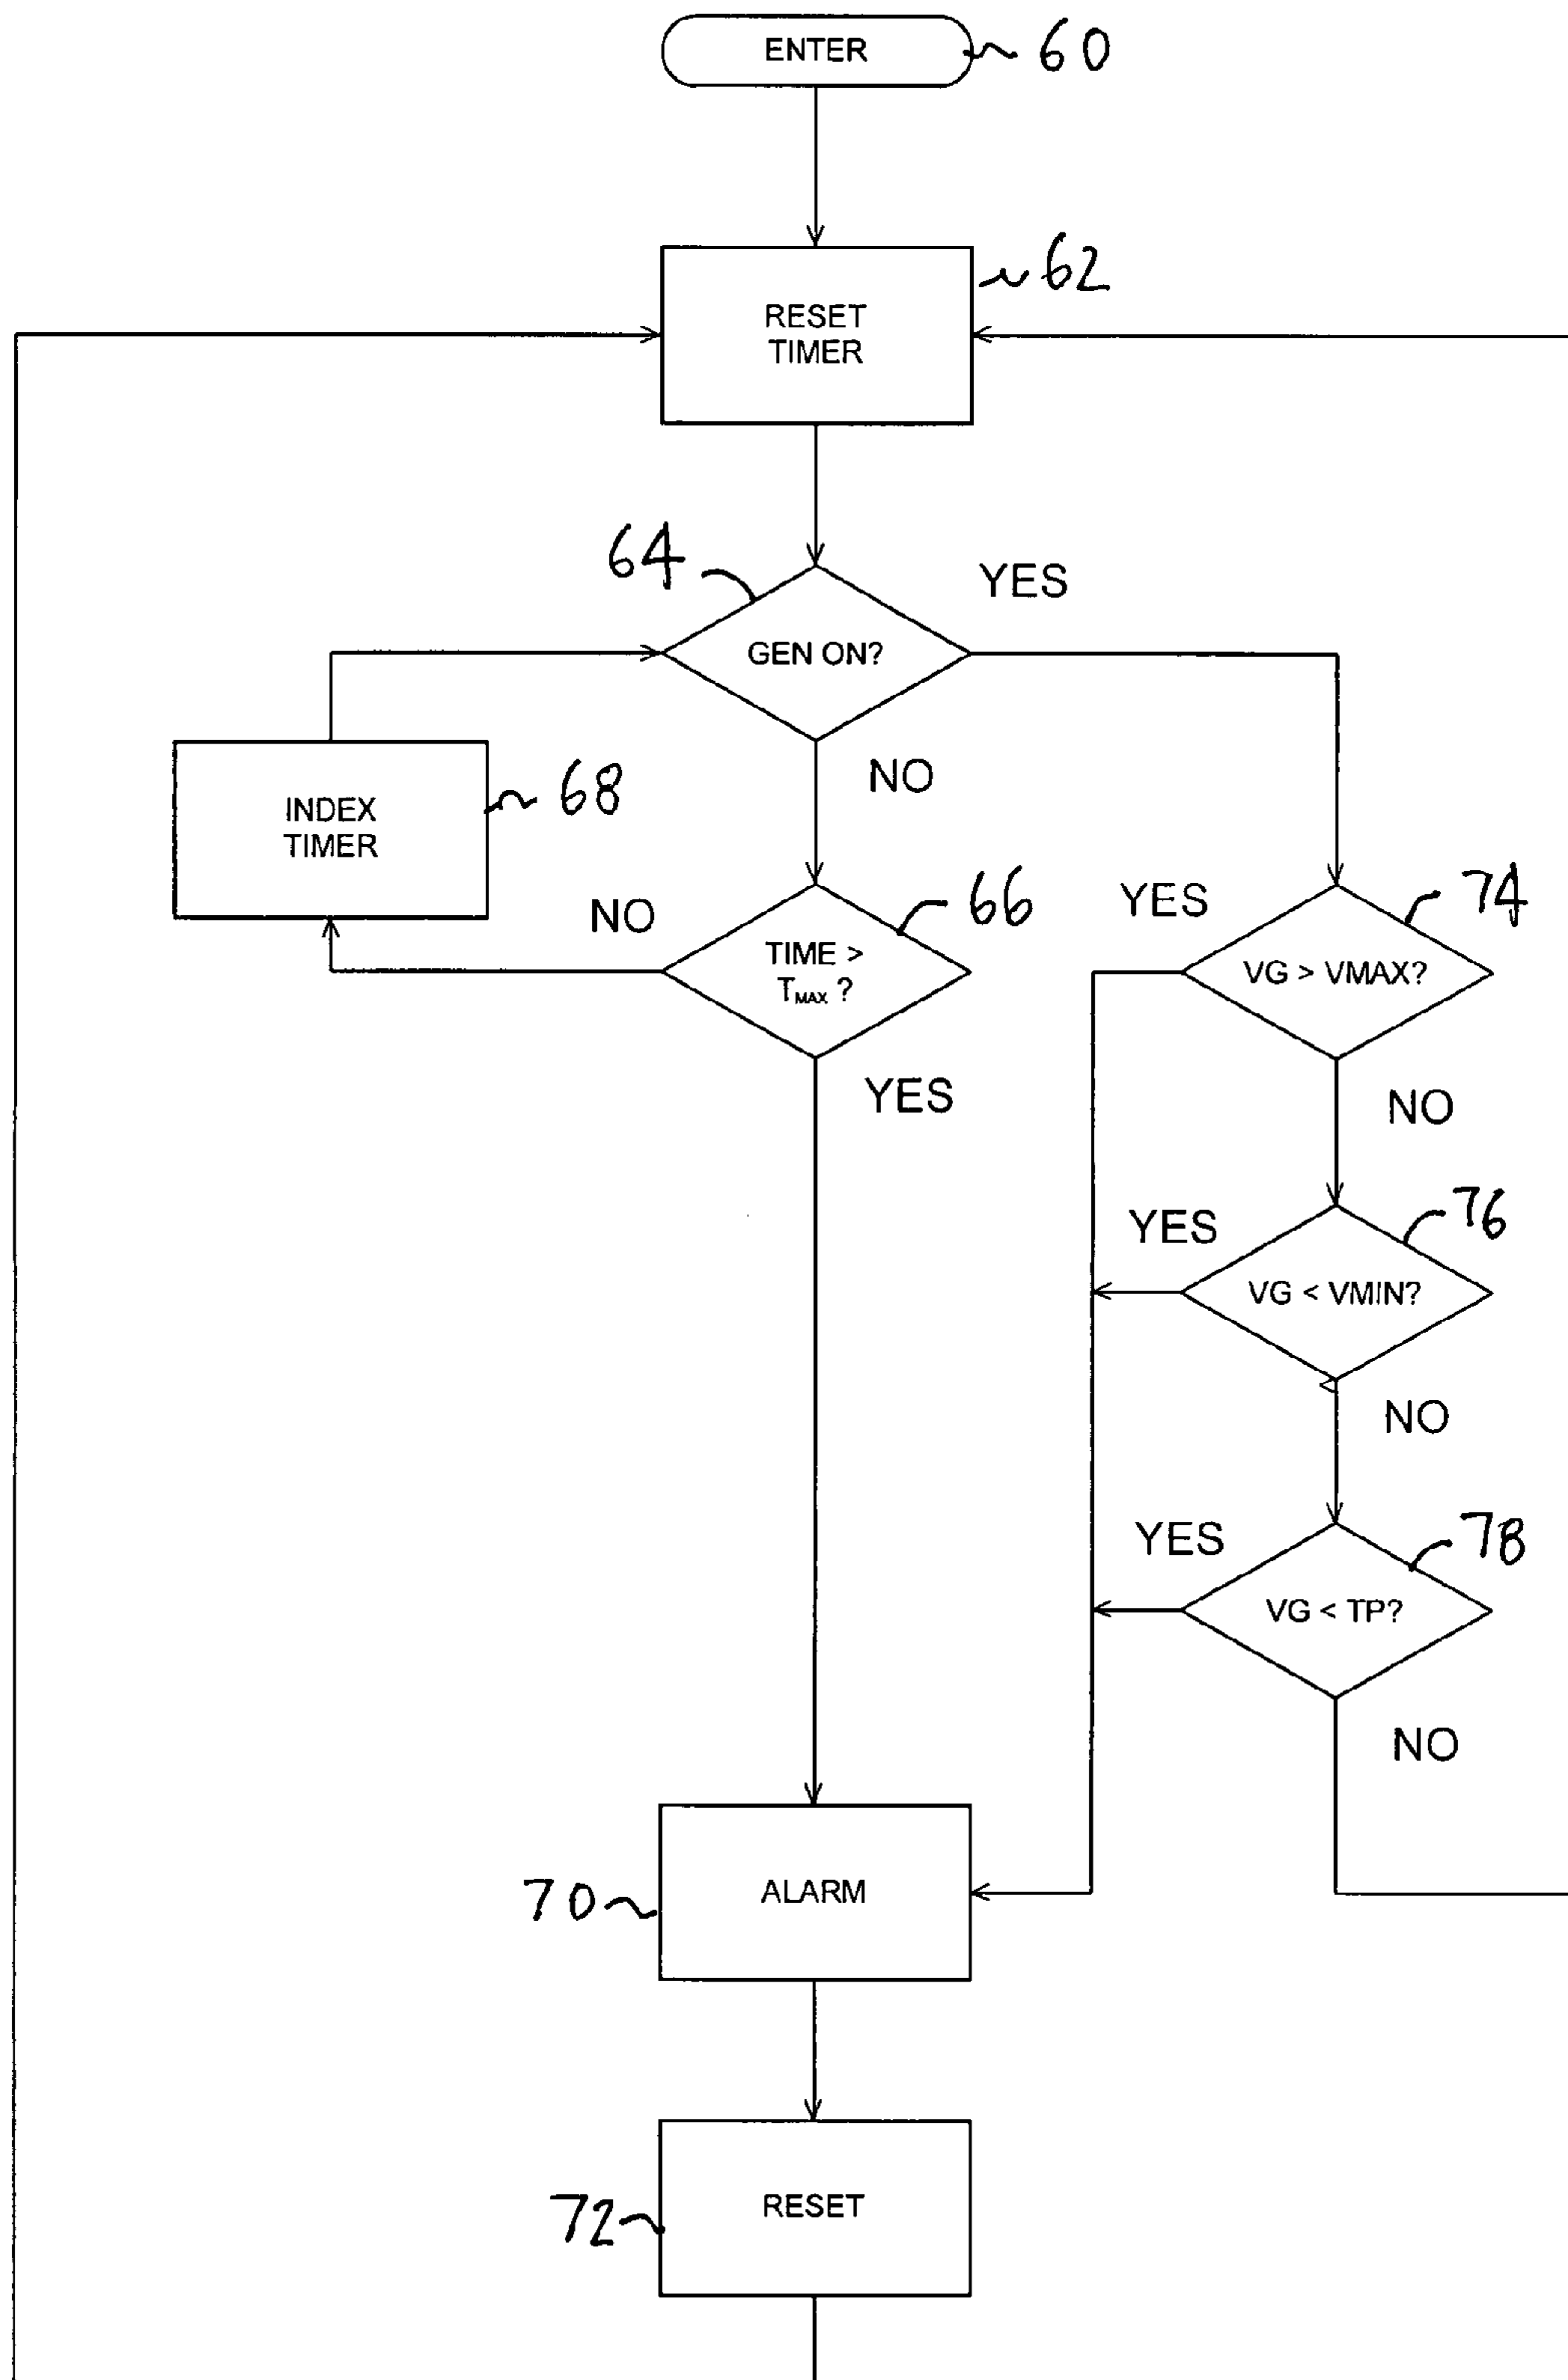 ENTER
60
62
RESET
TIMER
64
YES
GEN ON?
NO
INDEX
TIMER
68
NO
66
TIME >
TMAX ?
YES
YES
74
VG > VMAX?
NO
YES
76
VG < VMIN?
NO
YES
78
VG < TP?
NO
70
ALARM
72
RESET